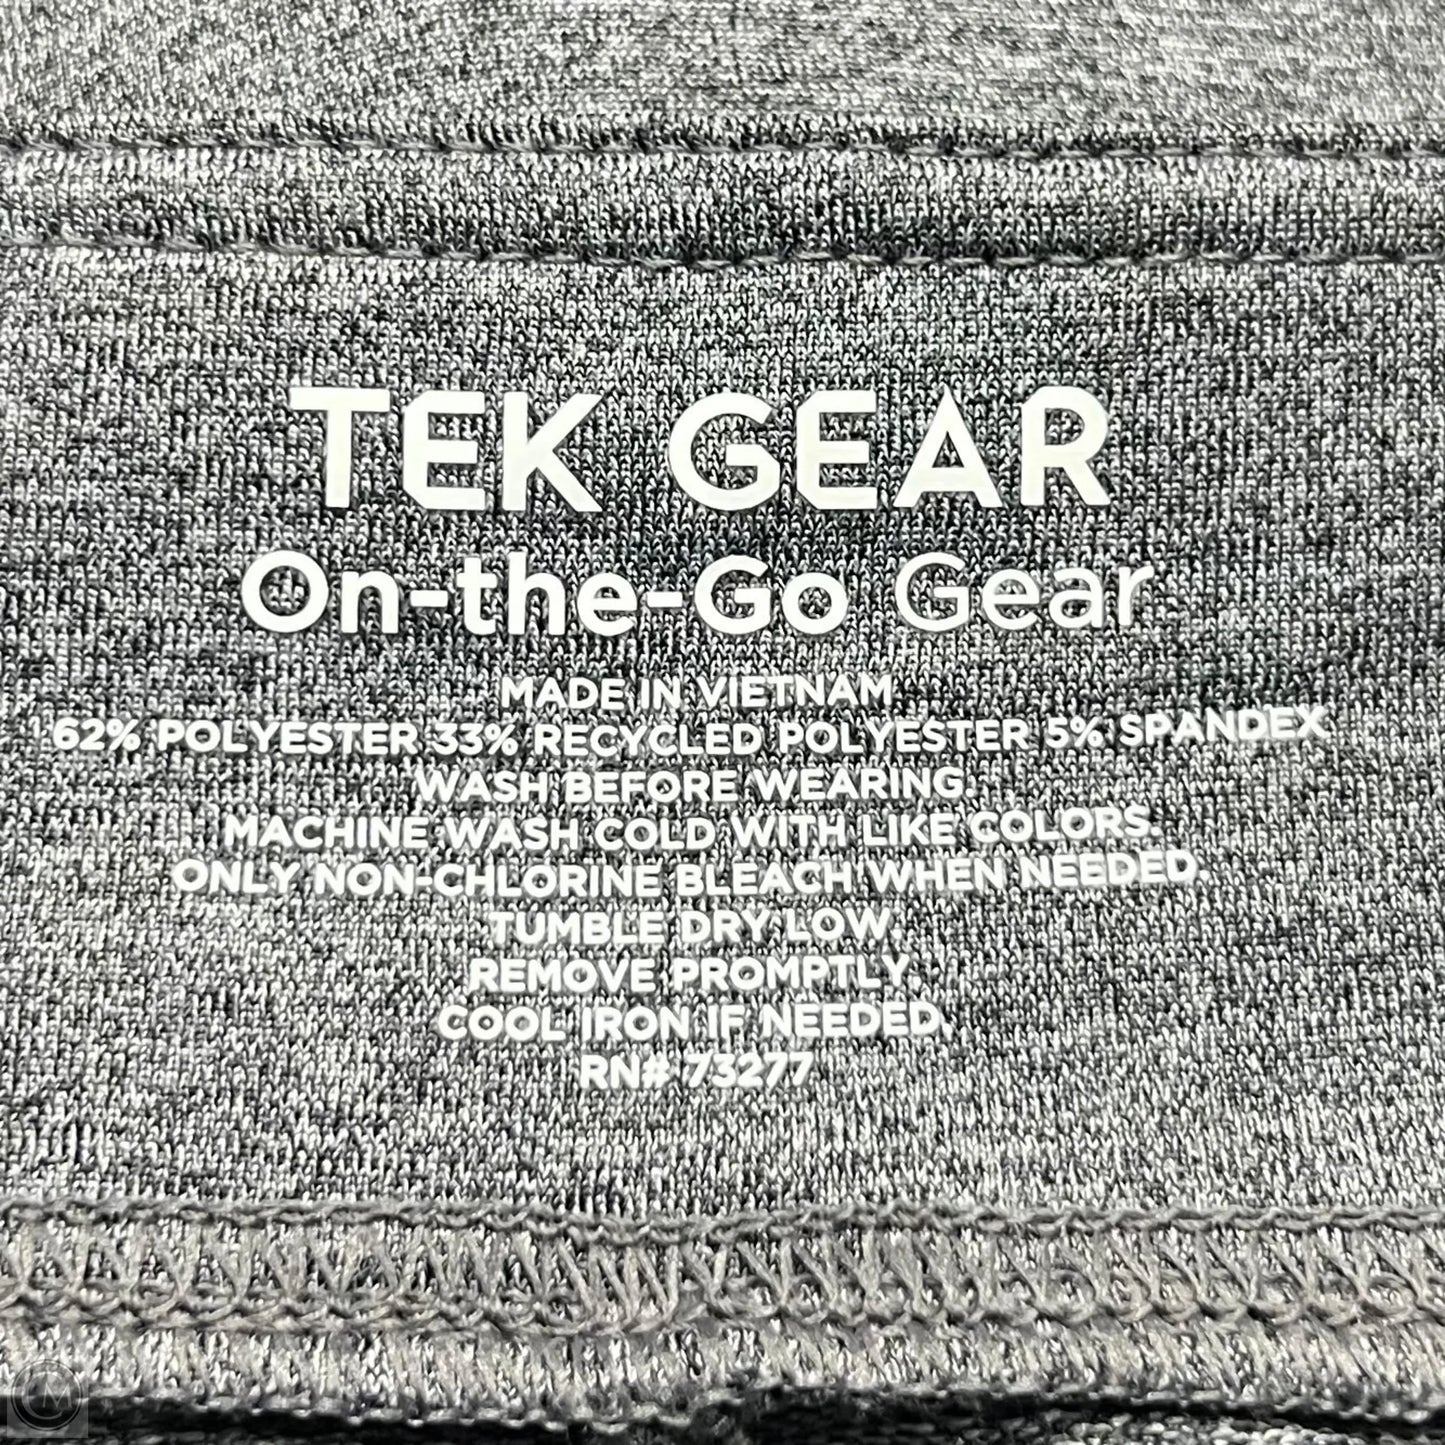 TEK GEAR
On-the-Go Gear
MADE IN VIETNAM
62% POLYESTER 33% RECYCLED POLYESTER 5% SPANDEX
WASH BEFORE WEARING.
MACHINE WASH COLD WITH LIKE COLORS.
ONLY NON-CHLORINE BLEACH WHEN NEEDED.
TUMBLE DRY LOW.
REMOVE PROMPTLY.
COOL IRON IF NEEDED.
RN# 73277